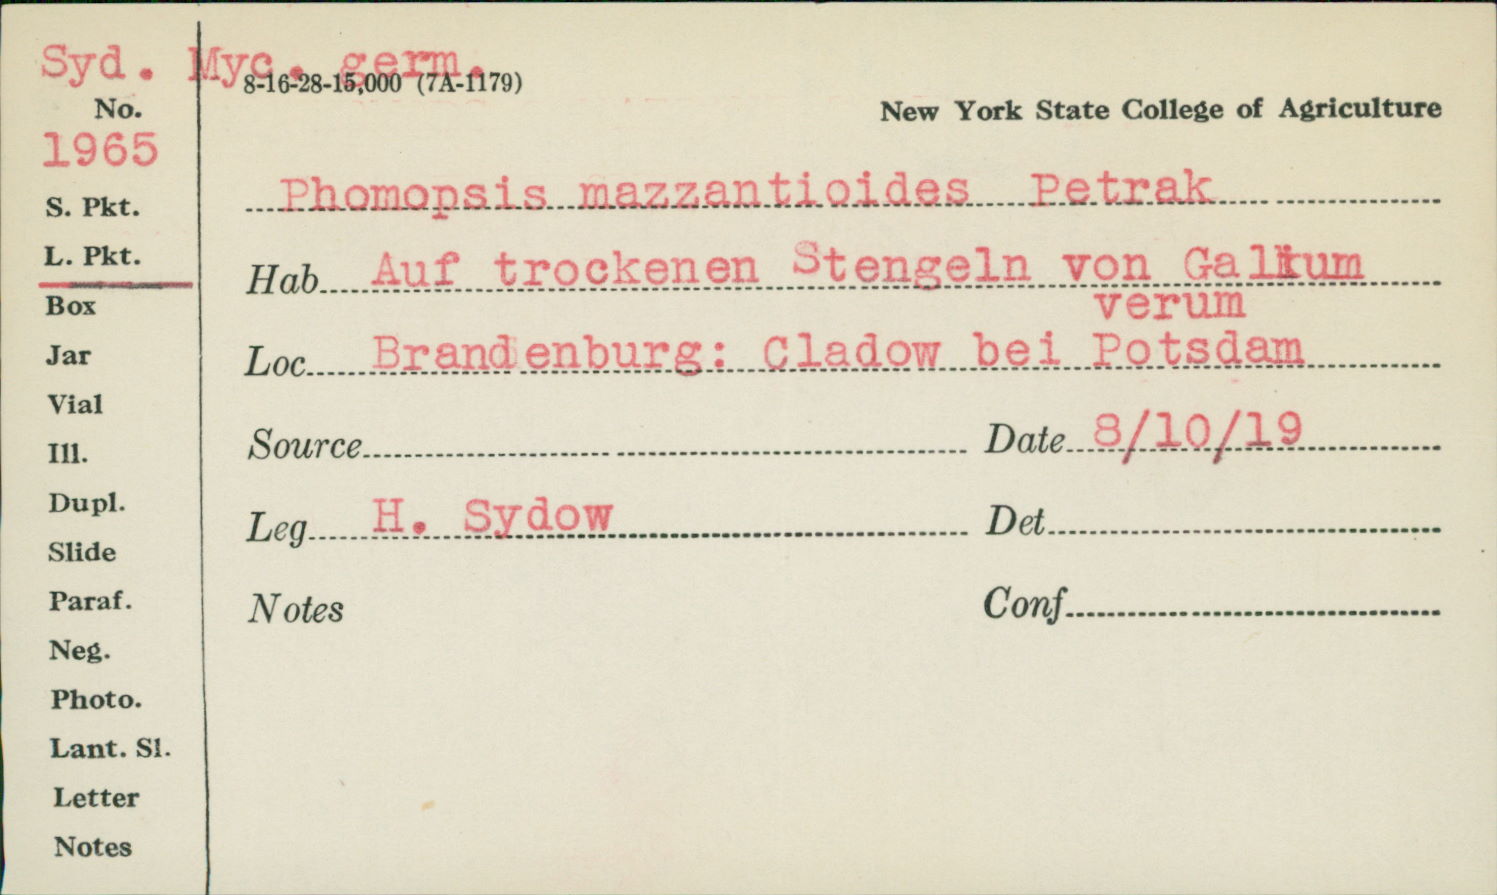 Syd. Myc. germ.
8-16-28-15,000 (7A-1179)
No.
New York State College of Agriculture
1965
Phomopsis mazzantioides Petrak
S. Pkt.
L. Pkt.
Hab. Auf trockenen Stengeln von Galium
verum
Box
Jar
Loc. Brandenburg: Cladow bei Potsdam
Vial
Ill.
Source Date 8/10/19
Dupl.
Leg. H. Sydow Det.
Slide
Paraf.
Notes Conf.
Neg.
Photo.
Lant. Sl.
Letter
Notes